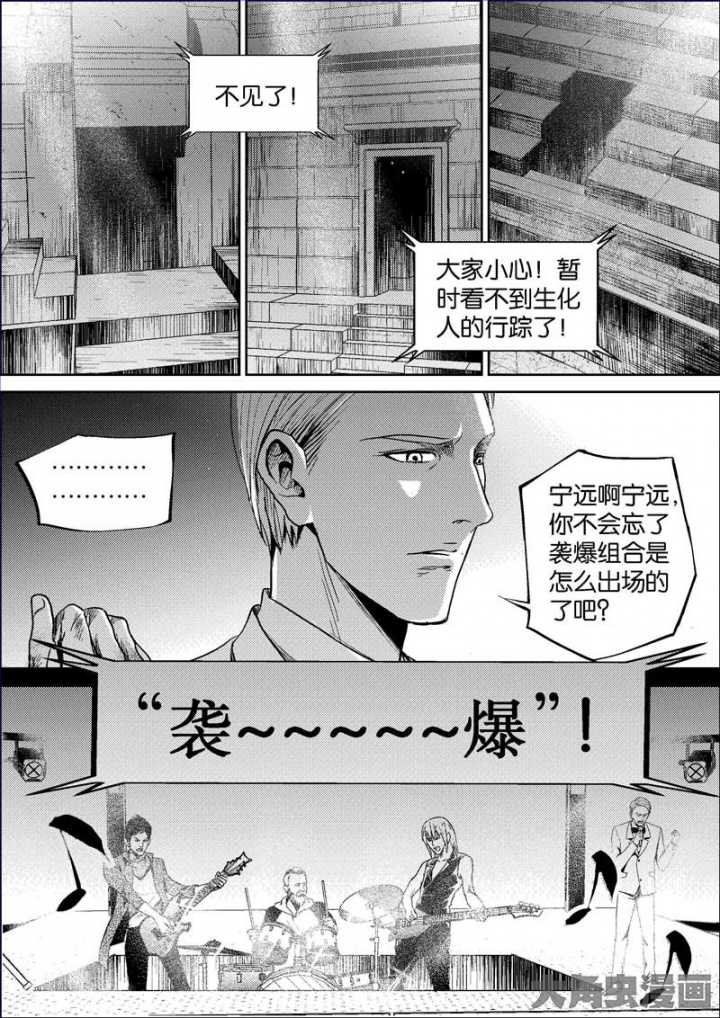 不见了！
大家小心！暂
时看不到生化
人的行踪了！
…………
…………
宁远啊宁远，
你不会忘了
袭爆组合是
怎么出场的
了吧？
“袭~~~~~爆”！
大角虫漫画